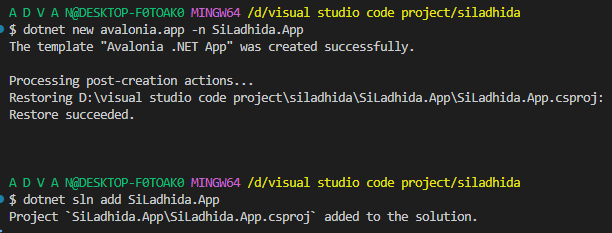 A D V A N@DESKTOP-F0TOAK0 MINGW64 /d/visual studio code project/siladhida
$ dotnet new avalonia.app -n SiLadhida.App
The template "Avalonia .NET App" was created successfully.
Processing post-creation actions...
Restoring D:\visual studio code project\siladhida\SiLadhida.App\SiLadhida.App.csproj:
Restore succeeded.
A D V A N@DESKTOP-F0TOAK0 MINGW64 /d/visual studio code project/siladhida
$ dotnet sln add SiLadhida.App
Project `SiLadhida.App\SiLadhida.App.csproj` added to the solution.